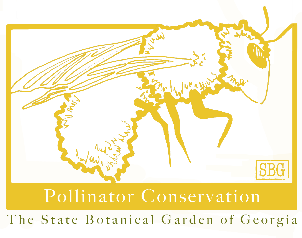 SBG
Pollinator Conservation
The State Botanical Garden of Georgia